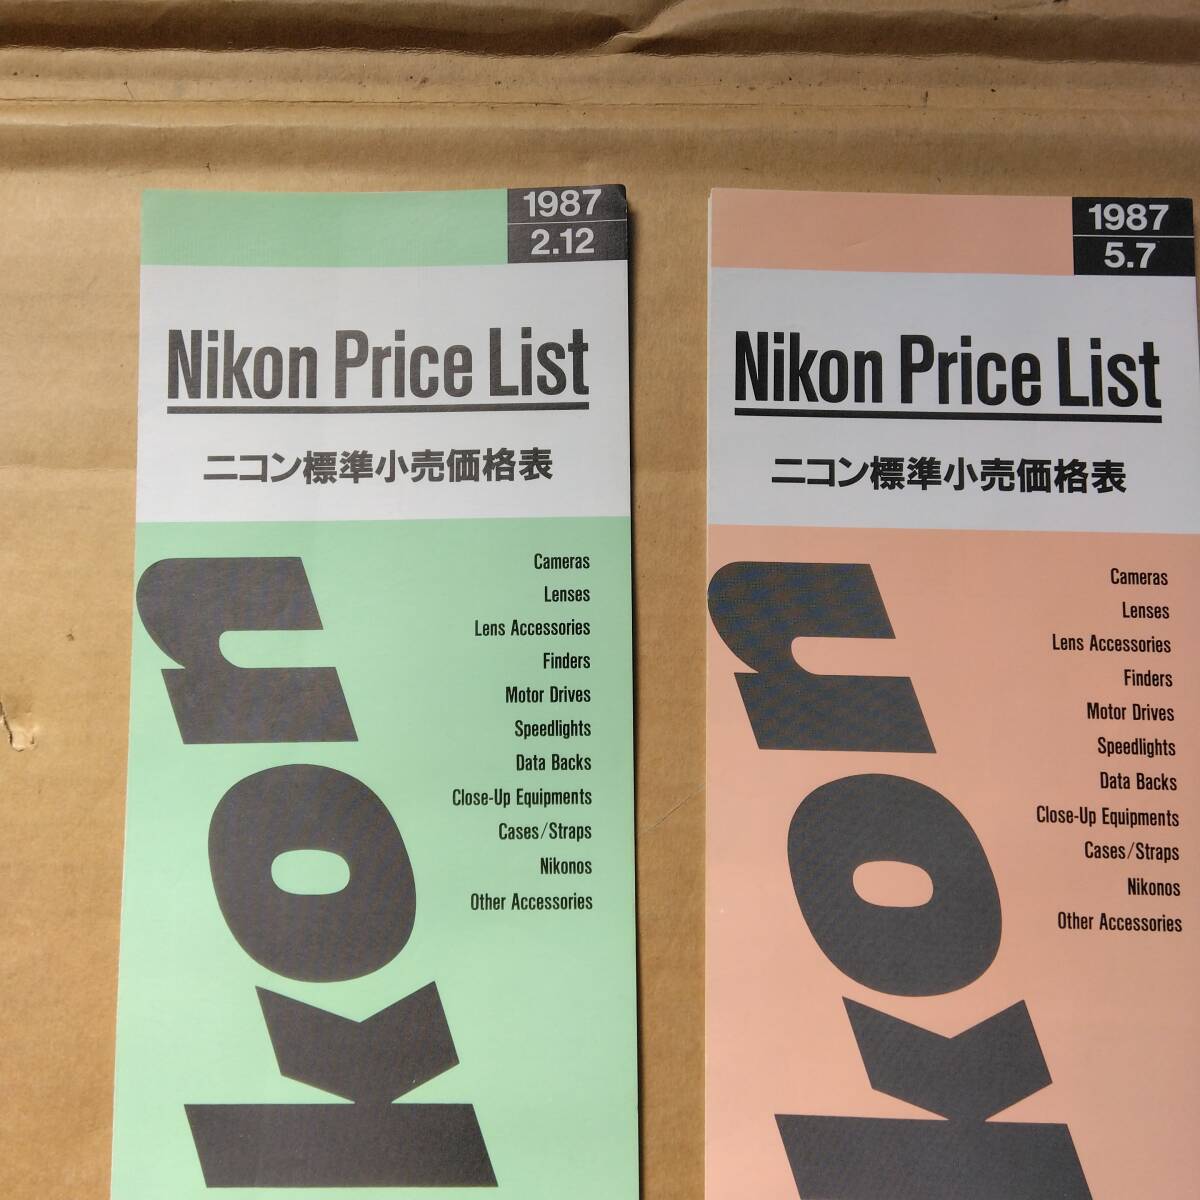 1987
2.12
Nikon Price List
ニコン標準小売価格表
Cameras
Lenses
Lens Accessories
Finders
Motor Drives
Speedlights
Data Backs
Close-Up Equipments
Cases/Straps
Nikonos
Other Accessories
kon
1987
5.7
Nikon Price List
ニコン標準小売価格表
Cameras
Lenses
Lens Accessories
Finders
Motor Drives
Speedlights
Data Backs
Close-Up Equipments
Cases/Straps
Nikonos
Other Accessories
kon